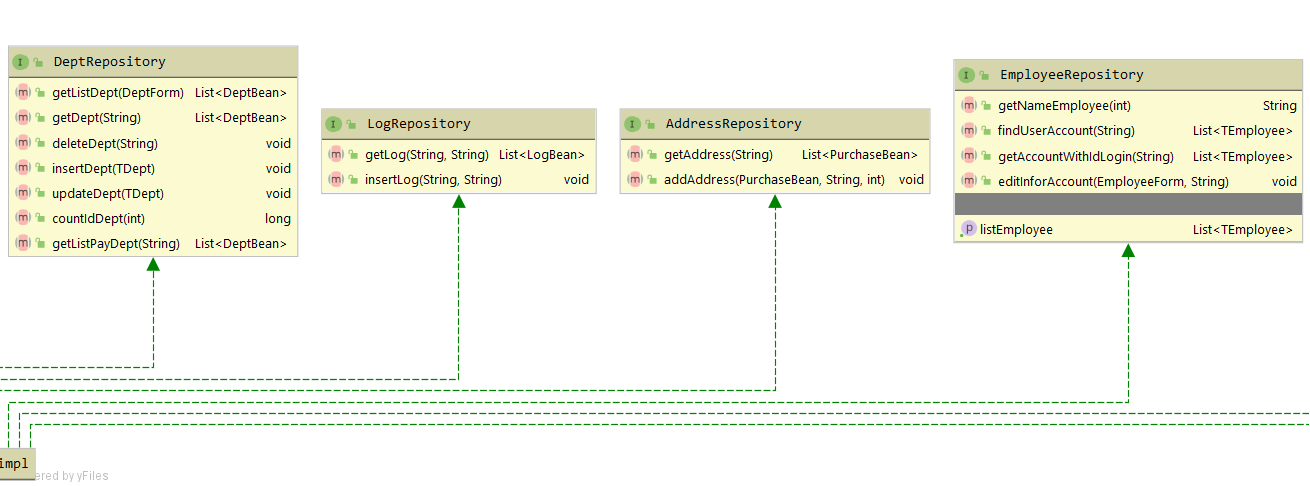 DeptRepository
getListDept(DeptForm) List<DeptBean>
getDept(String) List<DeptBean>
deleteDept(String) void
insertDept(TDept) void
updateDept(TDept) void
countIdDept(int) long
getListPayDept(String) List<DeptBean>
LogRepository
getLog(String, String) List<LogBean>
insertLog(String, String) void
AddressRepository
getAddress(String) List<PurchaseBean>
addAddress(PurchaseBean, String, int) void
EmployeeRepository
getNameEmployee(int) String
findUserAccount(String) List<TEmployee>
getAccountWithIdLogin(String) List<TEmployee>
editInforAccount(EmployeeForm, String) void
listEmployee List<TEmployee>
impl
ered by yFiles